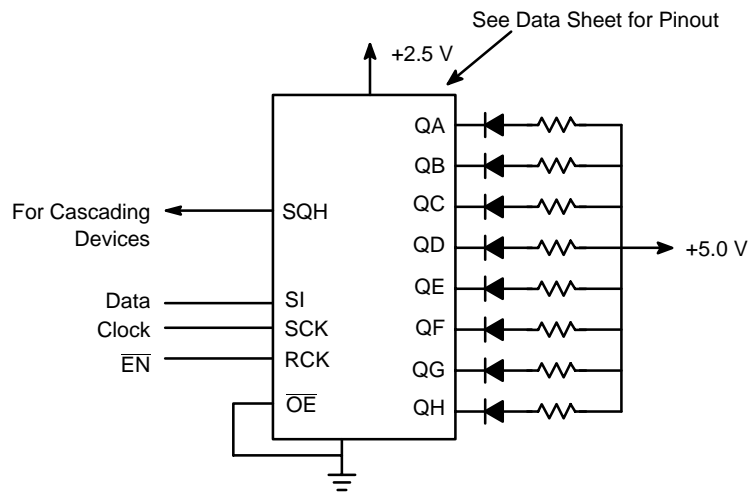 See Data Sheet for Pinout
+2.5 V
QA
QB
QC
QD
QE
QF
QG
QH
+5.0 V
For Cascading
Devices
SQH
Data
SI
Clock
SCK
EN
RCK
OE